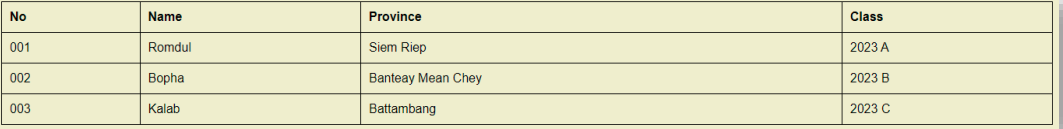 No Name Province Class
001 Romdul Siem Riep 2023 A
002 Bopha Banteay Mean Chey 2023 B
003 Kalab Battambang 2023 C